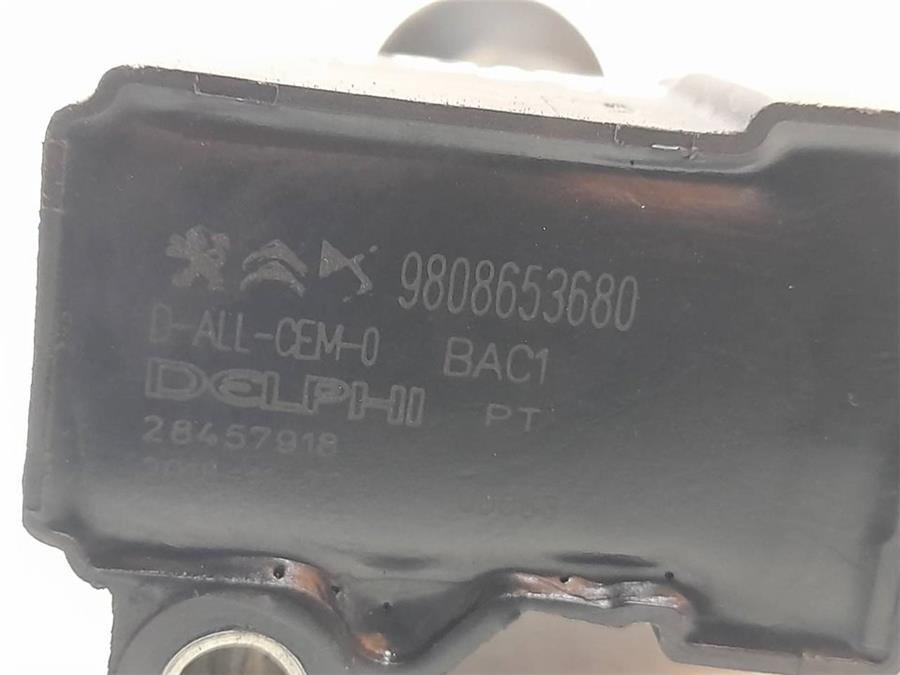 9808653680
D-ALL-CEM-0 BAC1
DELPHI PT
28457918